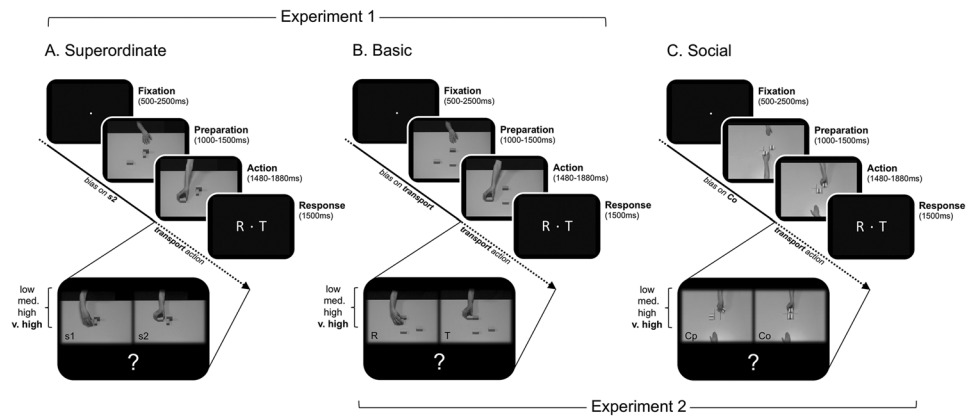 Experiment 1
A. Superordinate
Fixation
(500-2500ms)
Preparation
(1000-1500ms)
Action
(1480-1880ms)
Response
(1500ms)
R · T
bias on s2
transport action
low
med.
high
v. high
s1
s2
?
B. Basic
Fixation
(500-2500ms)
Preparation
(1000-1500ms)
Action
(1480-1880ms)
Response
(1500ms)
R · T
bias on transport
transport action
low
med.
high
v. high
R
T
?
C. Social
Fixation
(500-2500ms)
Preparation
(1000-1500ms)
Action
(1480-1880ms)
Response
(1500ms)
R · T
bias on Co
transport action
low
med.
high
v. high
Cp
Co
?
Experiment 2